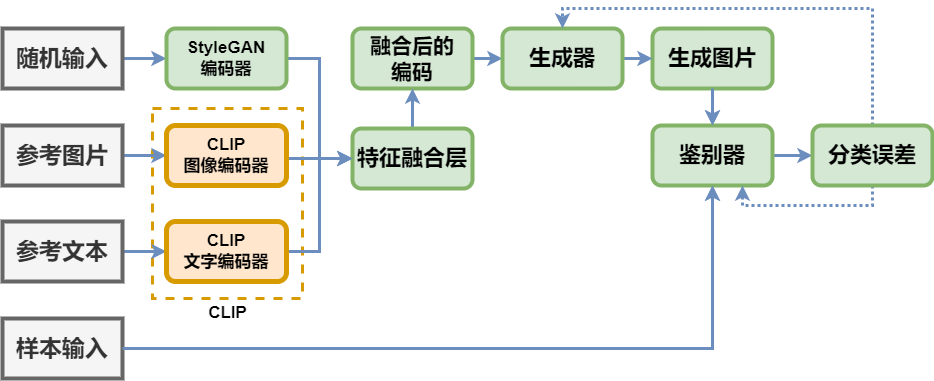 随机输入
StyleGAN
编码器
融合后的
编码
生成器
生成图片
参考图片
CLIP
图像编码器
特征融合层
鉴别器
分类误差
参考文本
CLIP
文字编码器
CLIP
样本输入